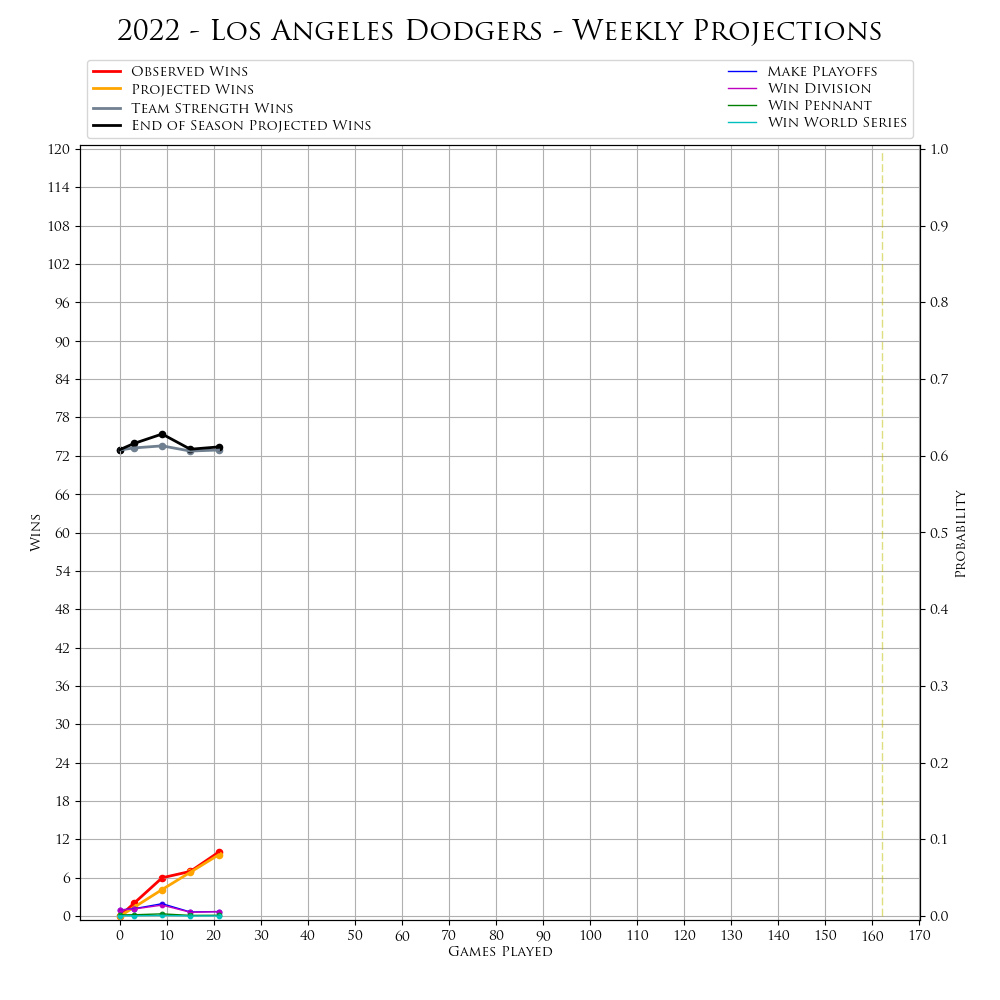 2022 - Los Angeles Dodgers - Weekly Projections
Observed Wins
Projected Wins
Team Strength Wins
End of Season Projected Wins
Make Playoffs
Win Division
Win Pennant
Win World Series
120
114
108
102
96
90
84
78
72
66
60
54
48
42
36
30
24
18
12
6
0
Wins
1.0
0.9
0.8
0.7
0.6
0.5
0.4
0.3
0.2
0.1
0.0
Probability
0 10 20 30 40 50 60 70 80 90 100 110 120 130 140 150 160 170
Games Played